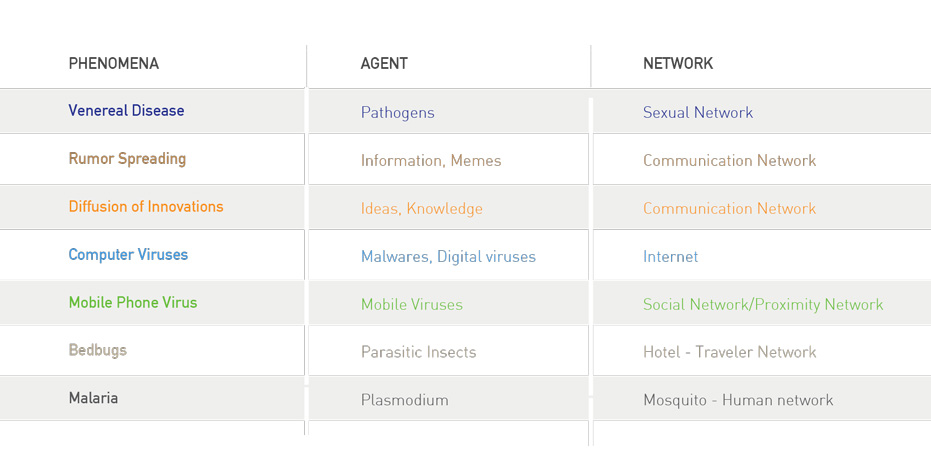 PHENOMENA AGENT NETWORK
Venereal Disease Pathogens Sexual Network
Rumor Spreading Information, Memes Communication Network
Diffusion of Innovations Ideas, Knowledge Communication Network
Computer Viruses Malwares, Digital viruses Internet
Mobile Phone Virus Mobile Viruses Social Network/Proximity Network
Bedbugs Parasitic Insects Hotel - Traveler Network
Malaria Plasmodium Mosquito - Human network